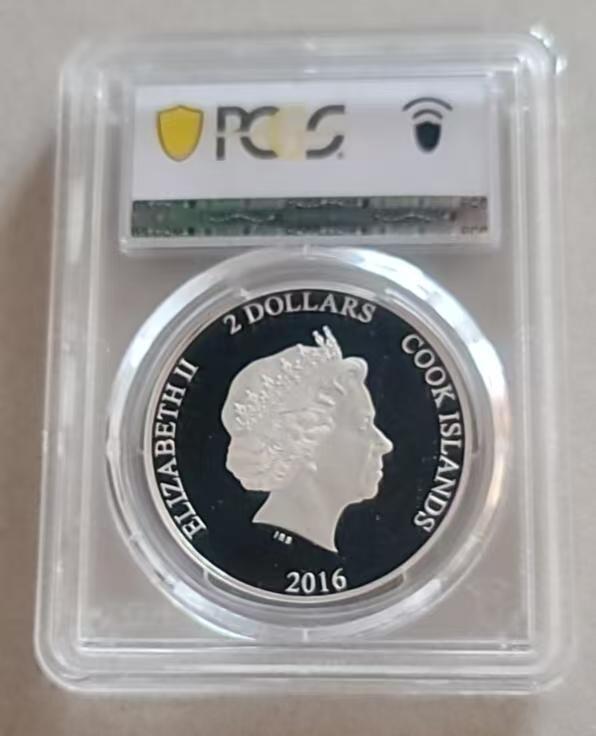 PCGS
ELIZABETH II
2 DOLLARS
COOK ISLANDS
IRB
2016